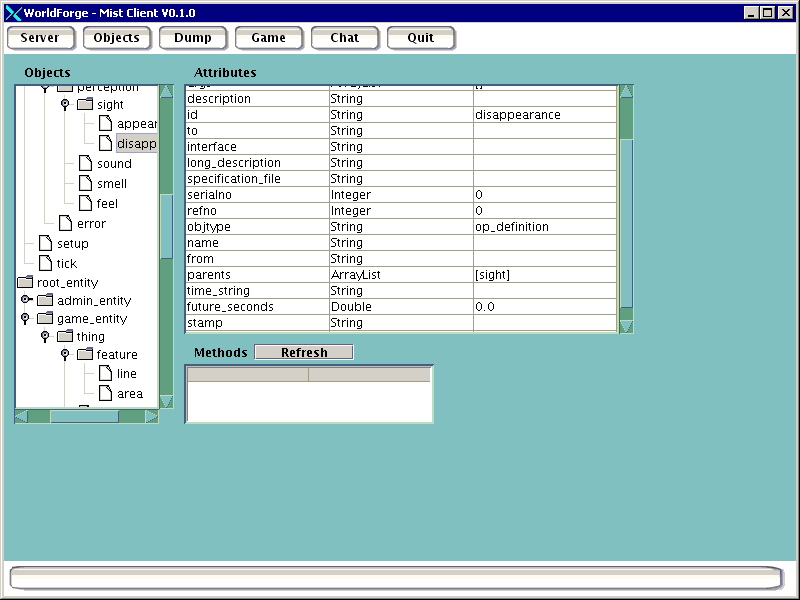 WorldForge - Mist Client V0.1.0
Server Objects Dump Game Chat Quit
Objects
perception
sight
appear
disapp
sound
smell
feel
error
setup
tick
root_entity
admin_entity
game_entity
thing
feature
line
area
Attributes
description String
id String disappearance
to String
interface String
long_description String
specification_file String
serialno Integer 0
refno Integer 0
objtype String op_definition
name String
from String
parents ArrayList [sight]
time_string String
future_seconds Double 0.0
stamp String
Methods Refresh